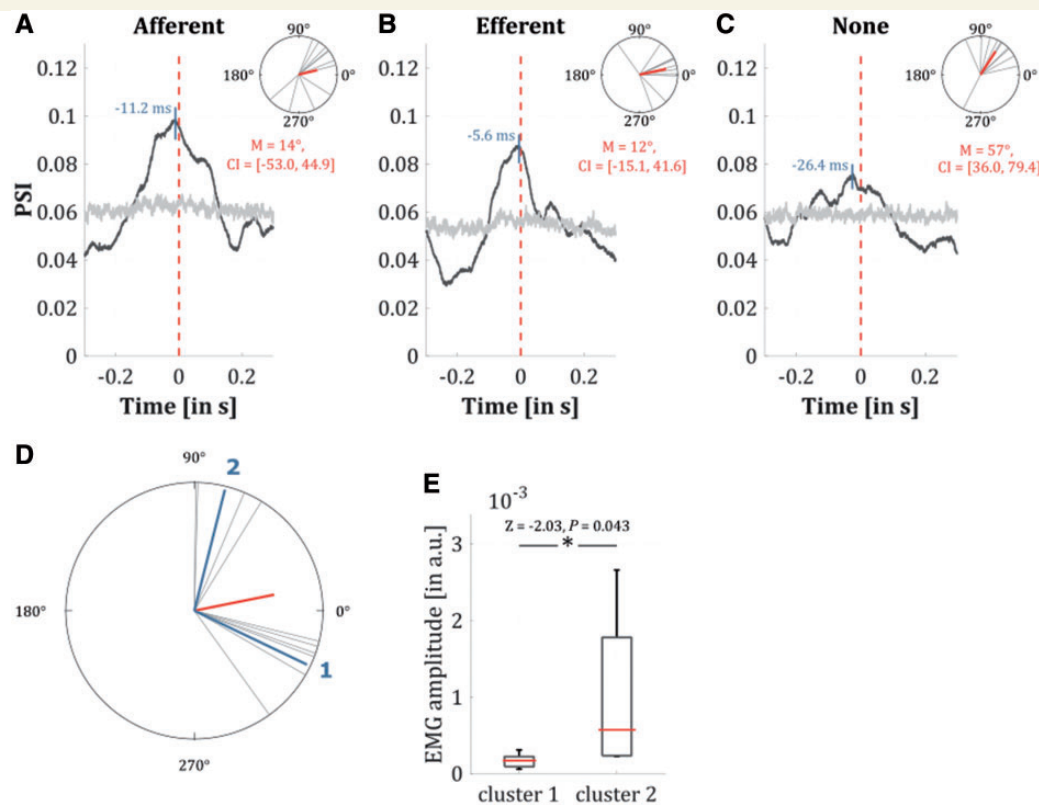 A Afferent
B Efferent
C None
90°
180°
0°
270°
-11.2 ms
M = 14°,
CI = [-53.0, 44.9]
PSI
0.12
0.1
0.08
0.06
0.04
0.02
0
-0.2 0 0.2
Time [in s]
90°
180°
0°
270°
-5.6 ms
M = 12°,
CI = [-15.1, 41.6]
0.12
0.1
0.08
0.06
0.04
0.02
0
-0.2 0 0.2
Time [in s]
90°
180°
0°
270°
-26.4 ms
M = 57°,
CI = [36.0, 79.4]
0.12
0.1
0.08
0.06
0.04
0.02
0
-0.2 0 0.2
Time [in s]
D
90°
2
180°
0°
1
270°
E
10⁻³
Z = -2.03, P = 0.043
*
EMG amplitude [in a.u.]
3
2
1
0
cluster 1 cluster 2